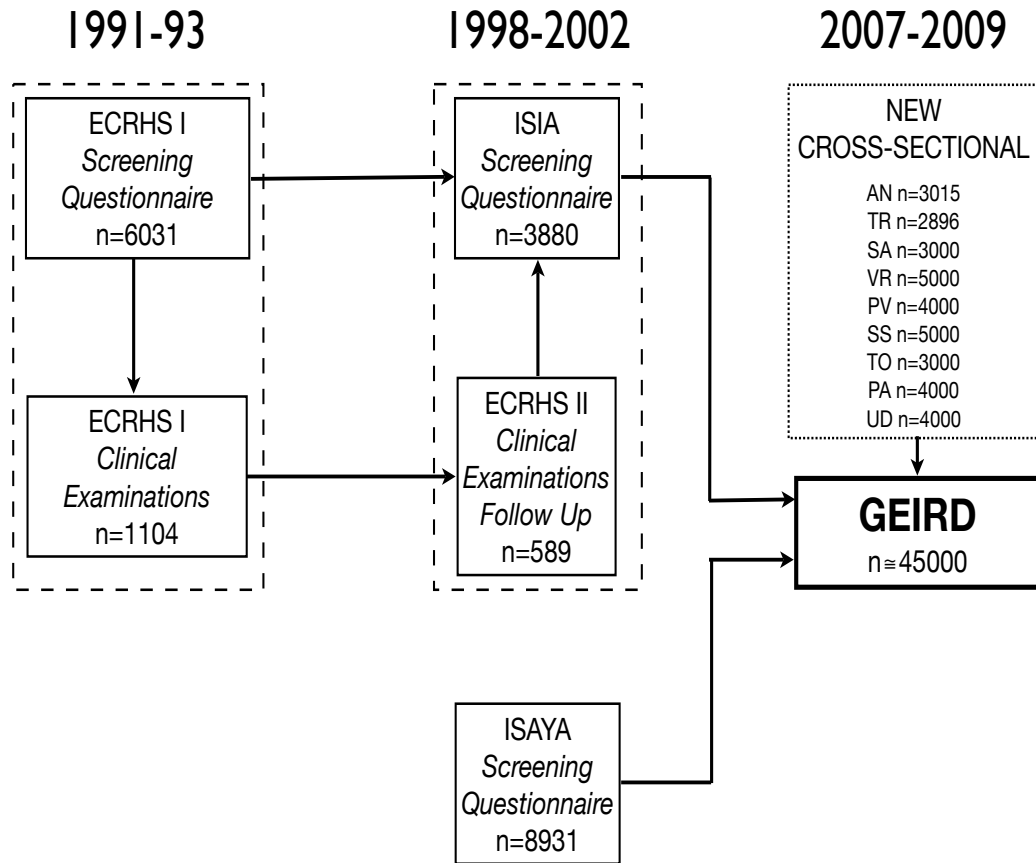 1991-93
ECRHS I
Screening
Questionnaire
n=6031
ECRHS I
Clinical
Examinations
n=1104
1998-2002
ISIA
Screening
Questionnaire
n=3880
ECRHS II
Clinical
Examinations
Follow Up
n=589
ISAYA
Screening
Questionnaire
n=8931
2007-2009
NEW
CROSS-SECTIONAL
AN n=3015
TR n=2896
SA n=3000
VR n=5000
PV n=4000
SS n=5000
TO n=3000
PA n=4000
UD n=4000
GEIRD
n≅45000